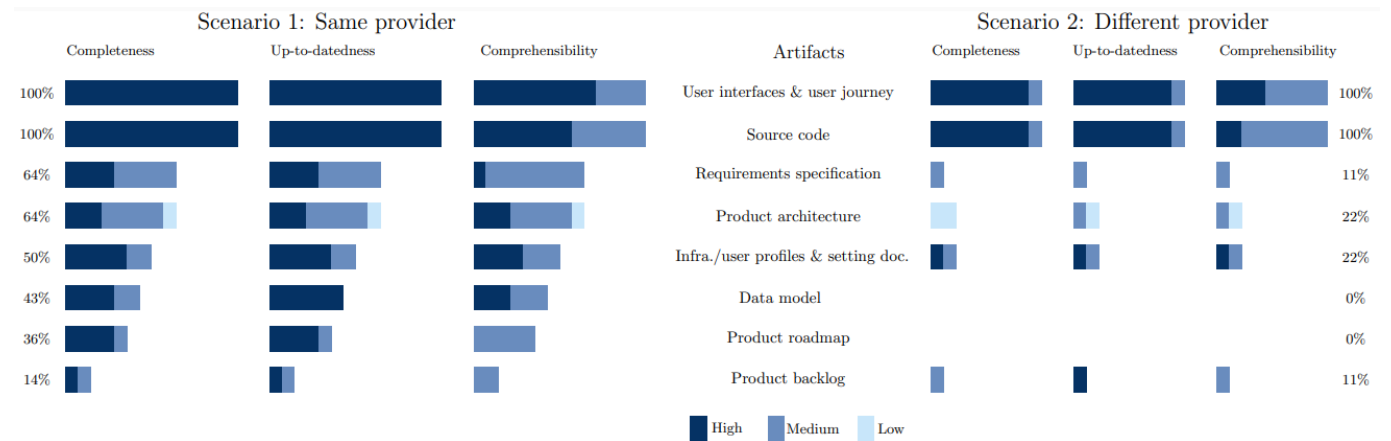 Scenario 1: Same provider
Scenario 2: Different provider
Completeness Up-to-datedness Comprehensibility Artifacts Completeness Up-to-datedness Comprehensibility
100% User interfaces & user journey 100%
100% Source code 100%
64% Requirements specification 11%
64% Product architecture 22%
50% Infra./user profiles & setting doc. 22%
43% Data model 0%
36% Product roadmap 0%
14% Product backlog 11%
High Medium Low